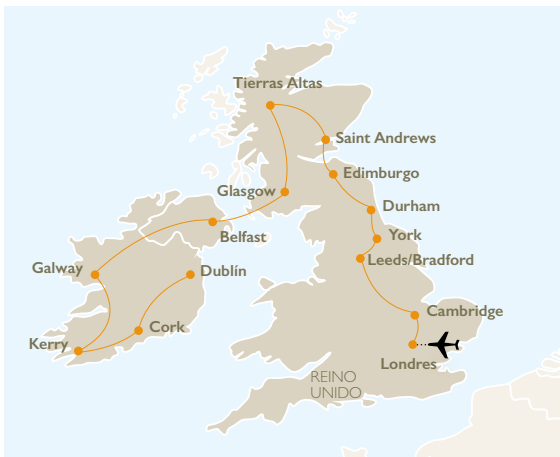 Tierras Altas
Saint Andrews
Edimburgo
Glasgow
Durham
Belfast
York
Leeds/Bradford
Galway
Dublín
Cambridge
Cork
Kerry
Londres
REINO
UNIDO